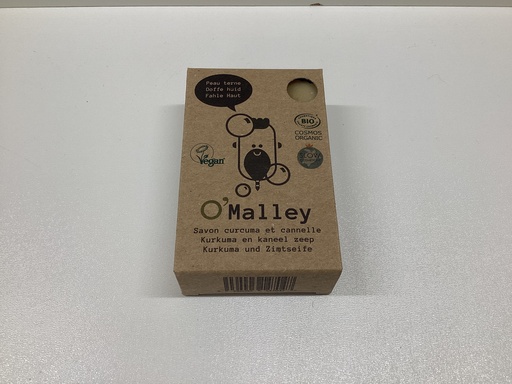 Peau terne
Doffe huid
Fahle Haut
BIO
COSMOS
ORGANIC
Vegan
O'Malley
Savon curcuma et cannelle
Kurkuma en kaneel zeep
Kurkuma und Zimtseife